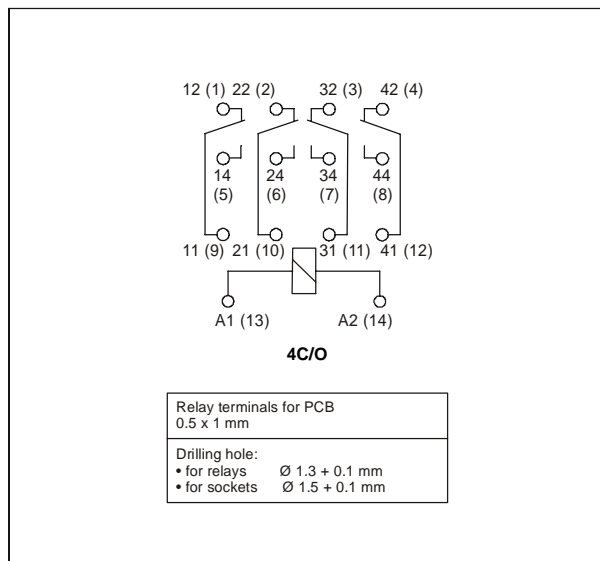 12 (1) 22 (2) 32 (3) 42 (4)
14 24 34 44
(5) (6) (7) (8)
11 (9) 21 (10) 31 (11) 41 (12)
A1 (13) A2 (14)
4C/O
Relay terminals for PCB
0.5 x 1 mm
Drilling hole:
• for relays Ø 1.3 + 0.1 mm
• for sockets Ø 1.5 + 0.1 mm